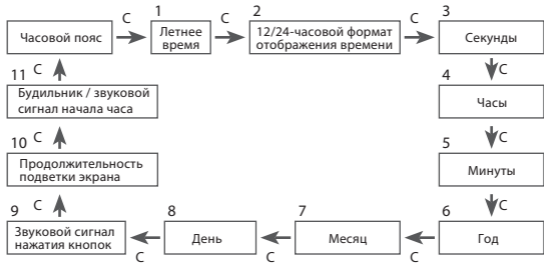 C
1
C
2
C
3
Часовой пояс
Летнее
время
12/24-часовой формат
отображения времени
Секунды
11
C
C
4
Будильник / звуковой
сигнал начала часа
Часы
10
C
C
5
Продолжительность
подветки экрана
Минуты
9
C
8
7
6
C
Звуковой сигнал
нажатия кнопок
День
Месяц
Год
C
C
C